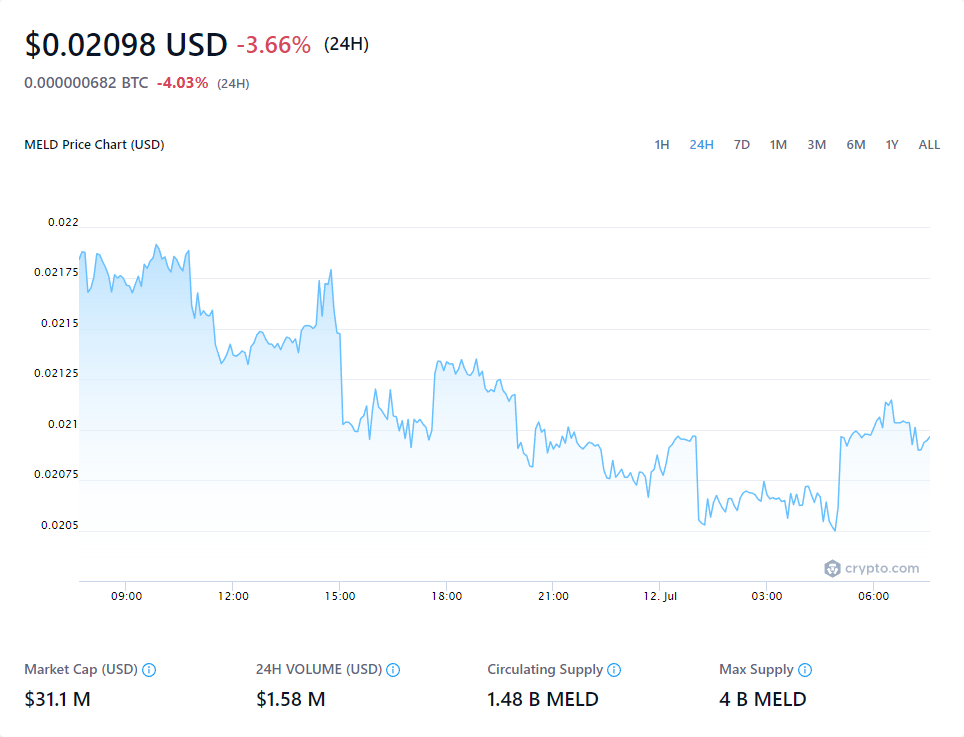 $0.02098 USD -3.66% (24H)
0.000000682 BTC -4.03% (24H)
MELD Price Chart (USD) 1H 24H 7D 1M 3M 6M 1Y ALL
0.022
0.02175
0.0215
0.02125
0.021
0.02075
0.0205
crypto.com
09:00 12:00 15:00 18:00 21:00 12. Jul 03:00 06:00
Market Cap (USD) 24H VOLUME (USD) Circulating Supply Max Supply
$31.1 M $1.58 M 1.48 B MELD 4 B MELD